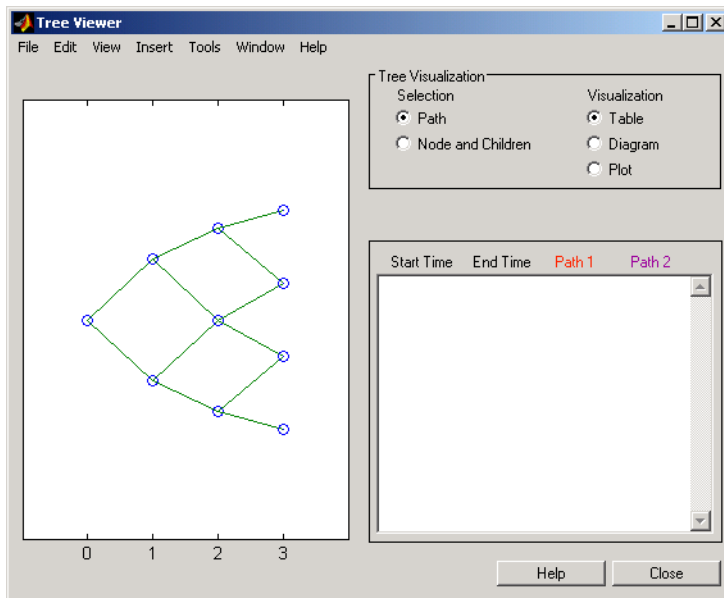 Tree Viewer
File Edit View Insert Tools Window Help
Tree Visualization
Selection Visualization
Path Table
Node and Children Diagram
Plot
Start Time End Time Path 1 Path 2
0 1 2 3
Help Close